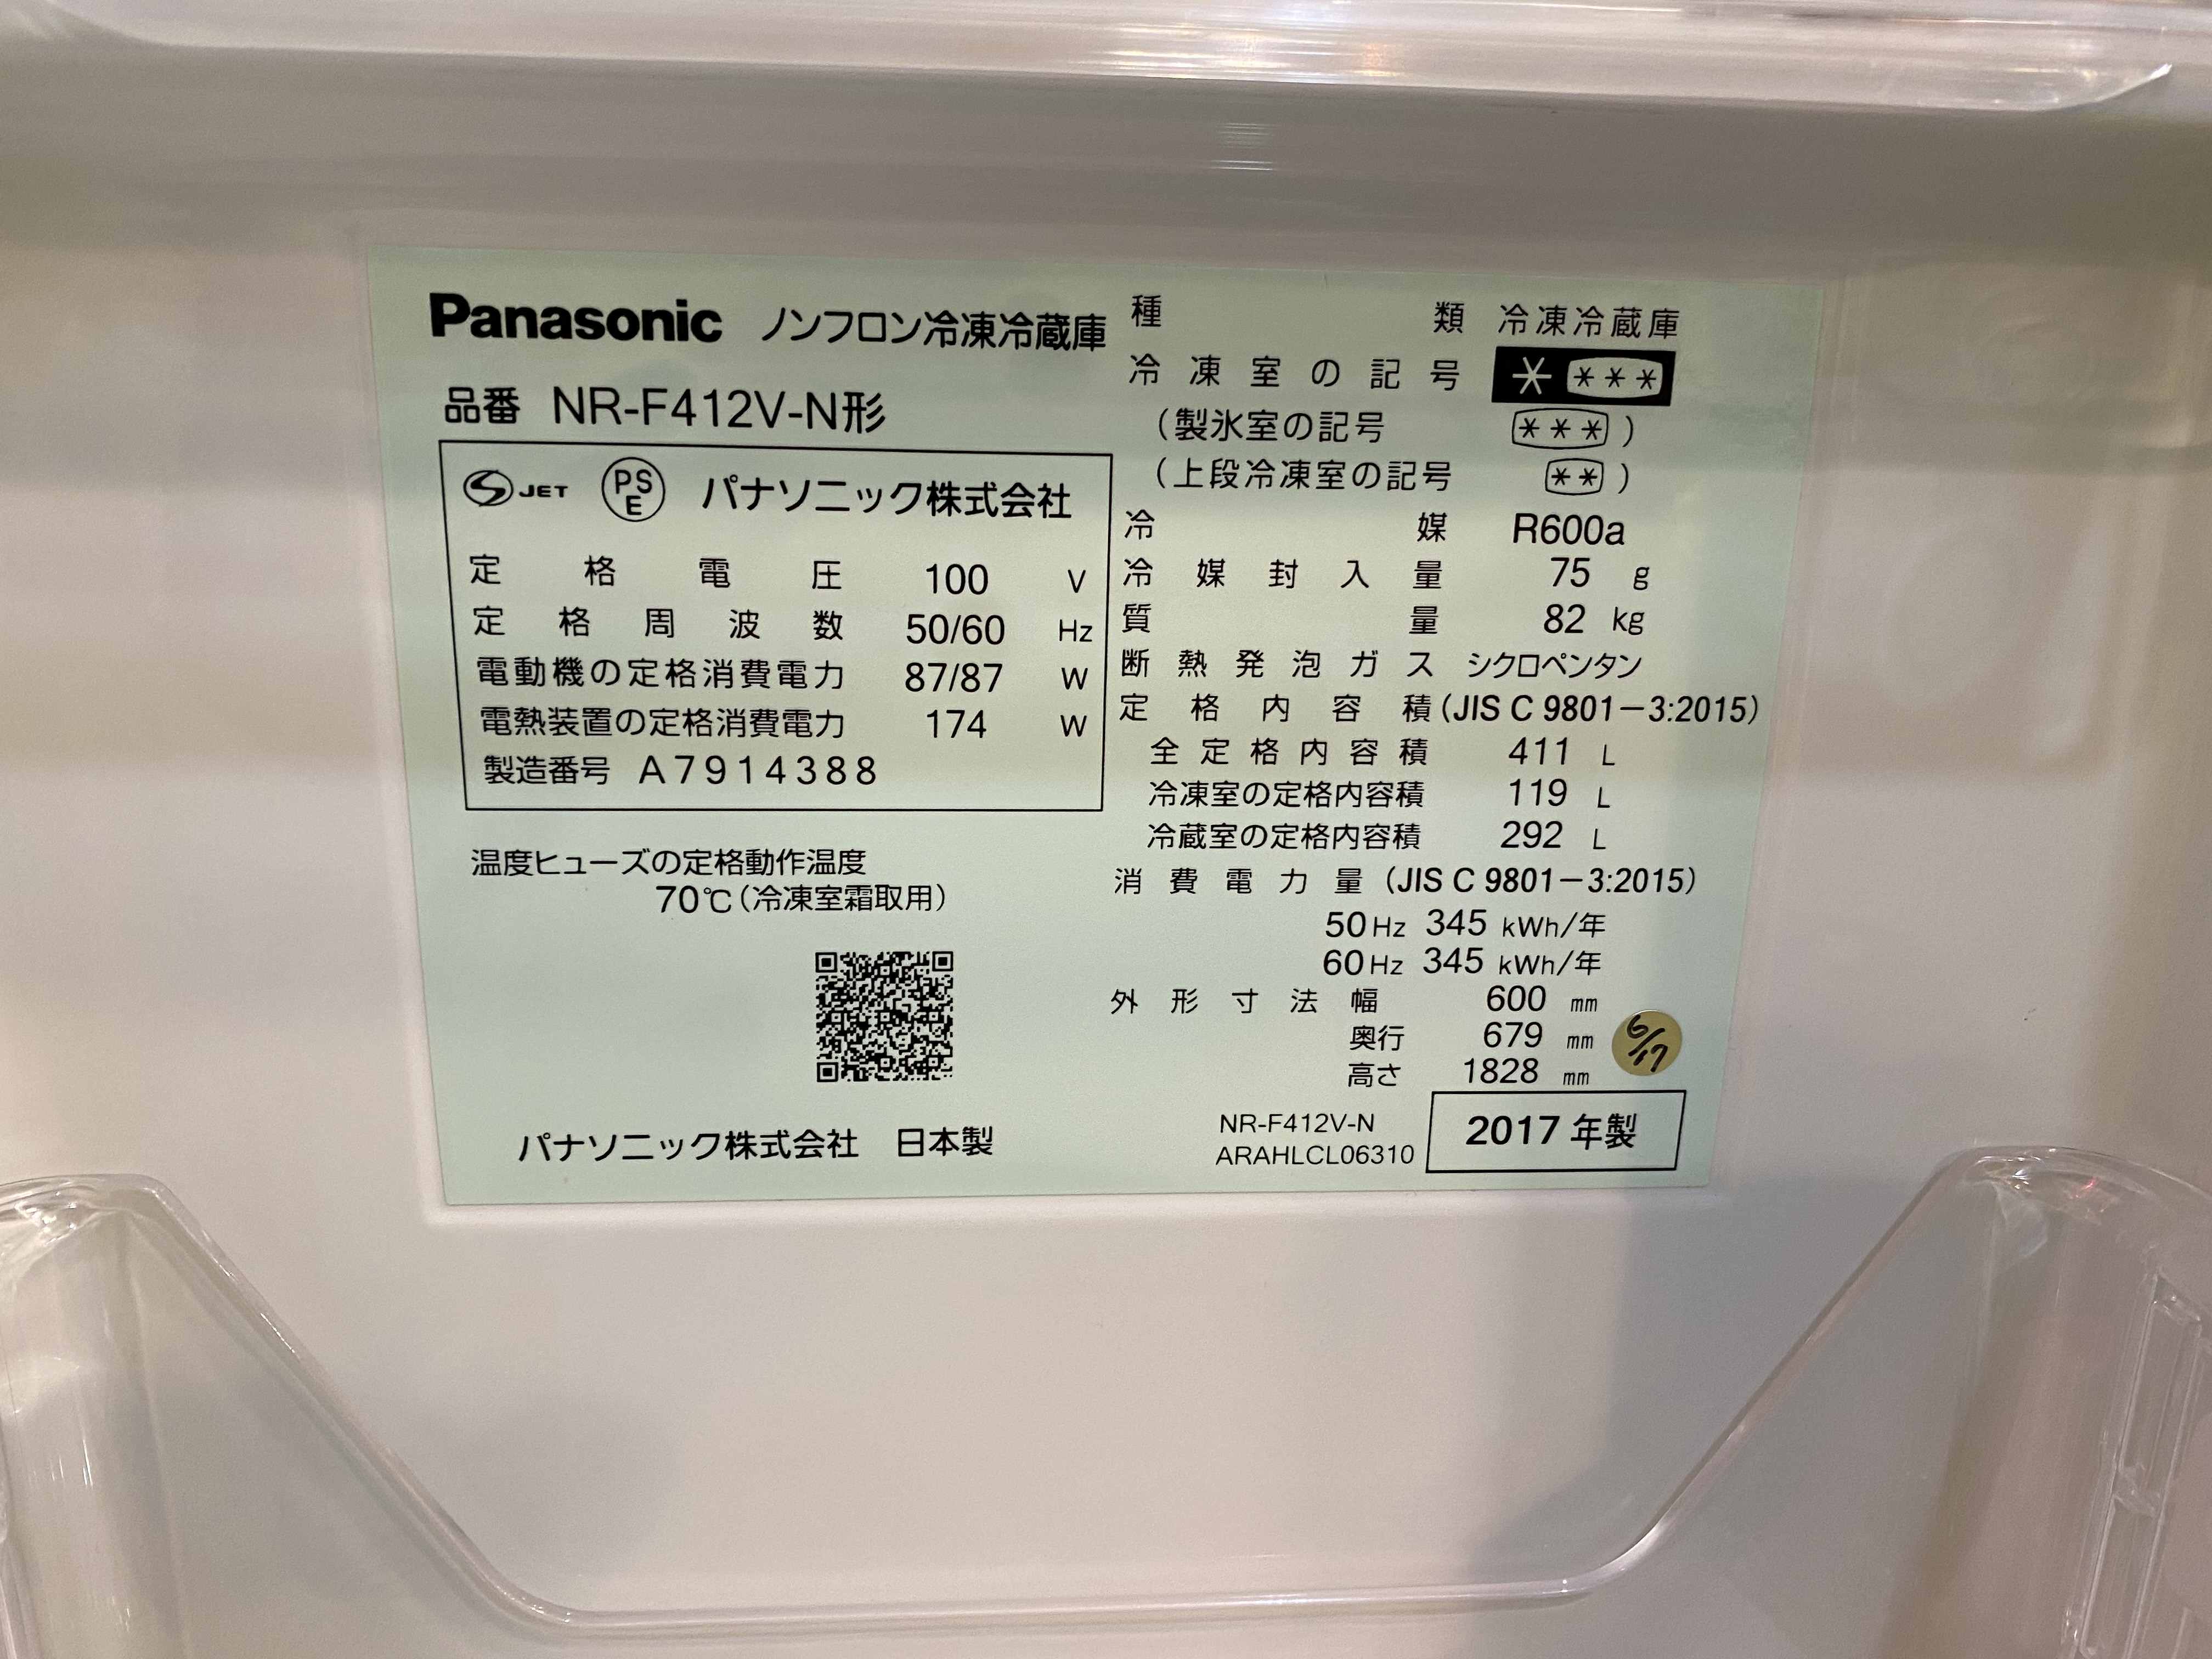 Panasonic ノンフロン冷凍冷蔵庫
品番 NR-F412V-N形
JET PSE パナソニック株式会社
定格電圧 100 V
定格周波数 50/60 Hz
電動機の定格消費電力 87/87 W
電熱装置の定格消費電力 174 W
製造番号 A7914388
温度ヒューズの定格動作温度
70℃(冷凍室霜取用)
パナソニック株式会社 日本製
種類 冷凍冷蔵庫
冷凍室の記号 * ***
(製氷室の記号 ***)
(上段冷凍室の記号 **)
冷媒 R600a
冷媒封入量 75 g
質量 82 kg
断熱発泡ガス シクロペンタン
定格内容積(JIS C 9801-3:2015)
全定格内容積 411 L
冷凍室の定格内容積 119 L
冷蔵室の定格内容積 292 L
消費電力量(JIS C 9801-3:2015)
50Hz 345 kWh/年
60Hz 345 kWh/年
外形寸法幅 600 mm
奥行 679 mm
高さ 1828 mm
6/17
NR-F412V-N
ARAHLCL06310
2017年製